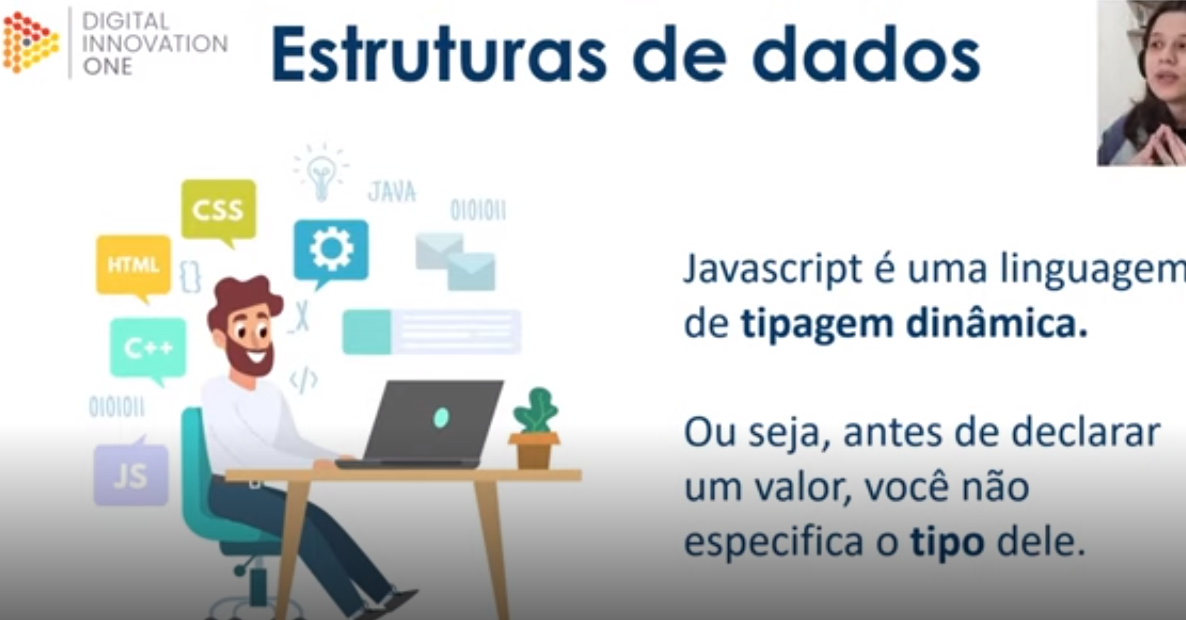 DIGITAL
INNOVATION
ONE
Estruturas de dados
CSS
JAVA
0101011
HTML
{}
_X
C++
</>
0101011
JS
Javascript é uma linguagem
de tipagem dinâmica.
Ou seja, antes de declarar
um valor, você não
especifica o tipo dele.